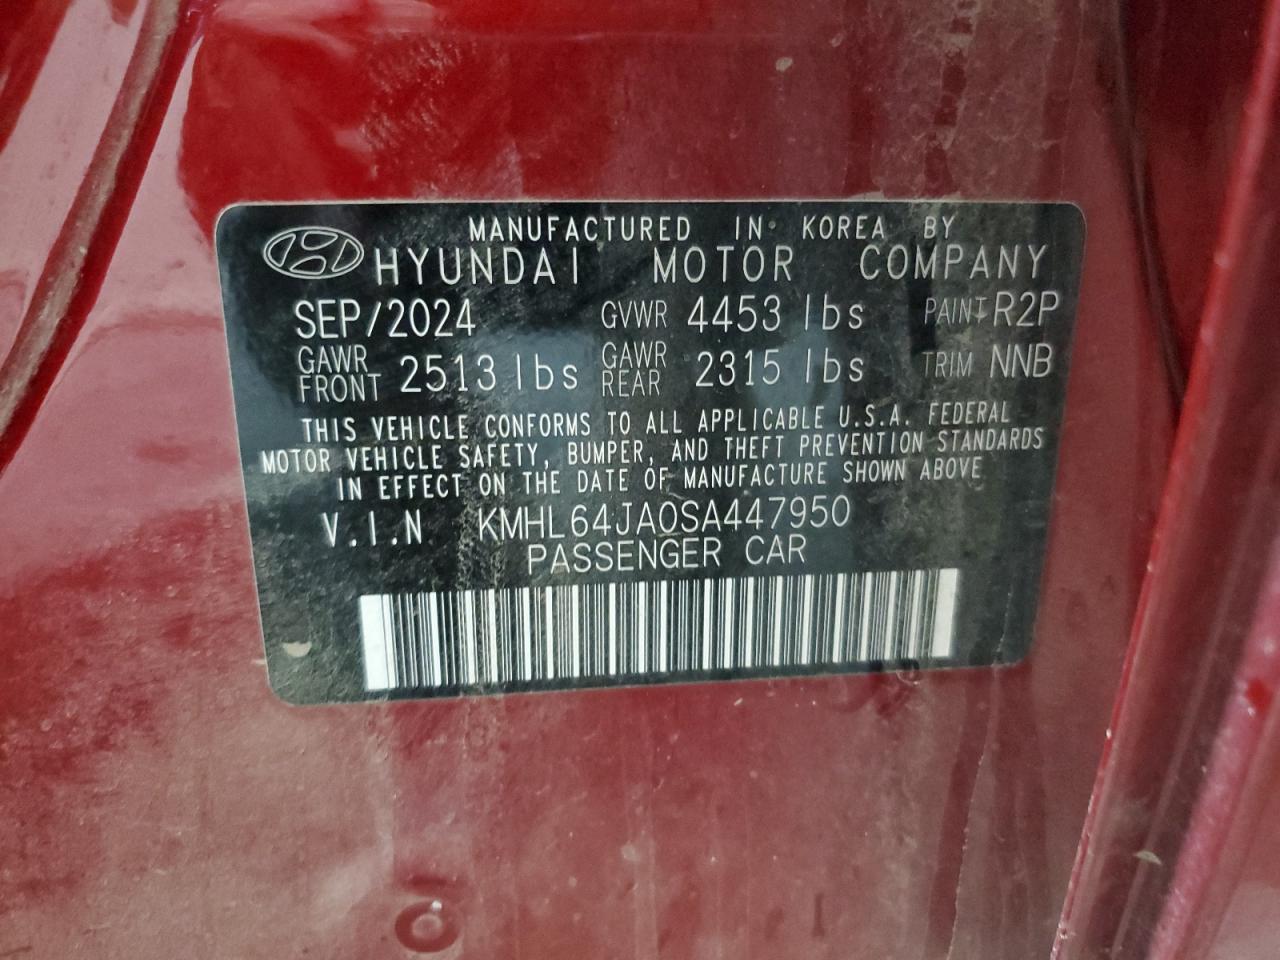 MANUFACTURED IN KOREA BY
HYUNDAI MOTOR COMPANY
SEP/2024 GVWR 4453 lbs PAINT R2P
GAWR FRONT 2513 lbs GAWR REAR 2315 lbs TRIM NNB
THIS VEHICLE CONFORMS TO ALL APPLICABLE U.S.A. FEDERAL
MOTOR VEHICLE SAFETY, BUMPER, AND THEFT PREVENTION STANDARDS
IN EFFECT ON THE DATE OF MANUFACTURE SHOWN ABOVE
V.I.N KMHL64JA0SA447950
PASSENGER CAR